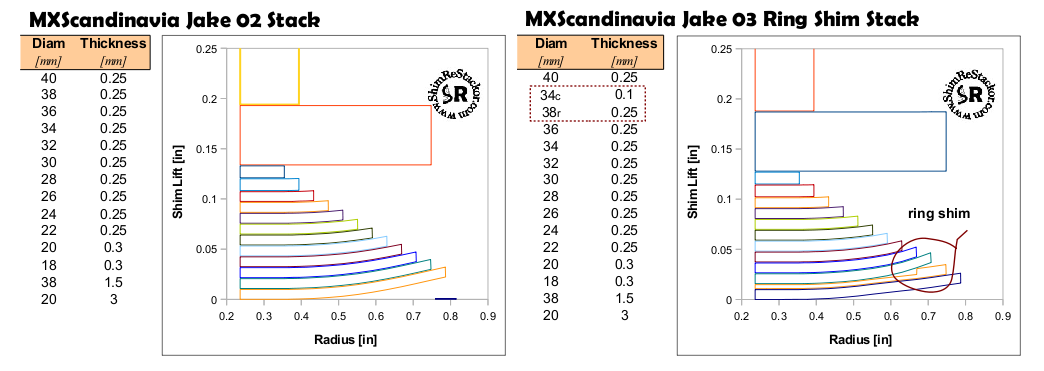 MXScandinavia Jake 02 Stack
Diam Thickness
[mm] [mm]
40 0.25
38 0.25
36 0.25
34 0.25
32 0.25
30 0.25
28 0.25
26 0.25
24 0.25
22 0.25
20 0.3
18 0.3
38 1.5
20 3
0.25
0.2
0.15
0.1
0.05
0
Shim Lift [in]
0.2 0.3 0.4 0.5 0.6 0.7 0.8 0.9
Radius [in]
www.ShimReStackor.com
SR
MXScandinavia Jake 03 Ring Shim Stack
Diam Thickness
[mm] [mm]
40 0.25
34c 0.1
38r 0.25
36 0.25
34 0.25
32 0.25
30 0.25
28 0.25
26 0.25
24 0.25
22 0.25
20 0.3
18 0.3
38 1.5
20 3
0.25
0.2
0.15
0.1
0.05
0
Shim Lift [in]
0.2 0.3 0.4 0.5 0.6 0.7 0.8 0.9
Radius [in]
www.ShimReStackor.com
SR
ring shim